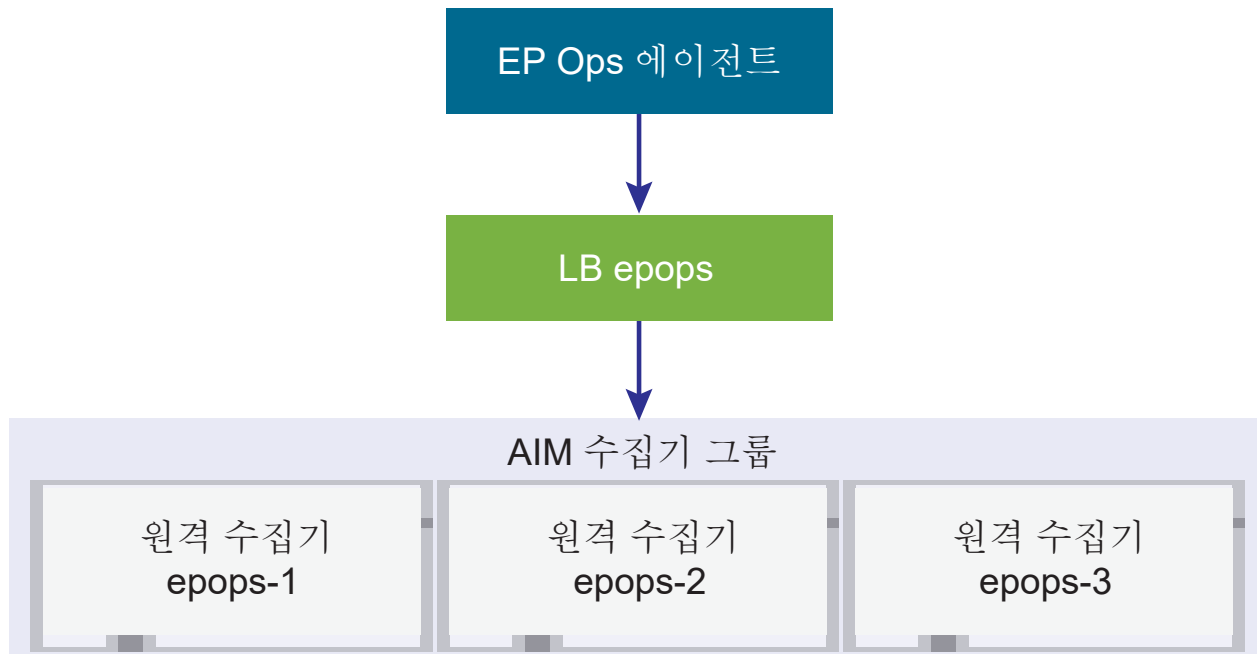 EP Ops 에이전트
LB epops
AIM 수집기 그룹
원격 수집기
epops-1
원격 수집기
epops-2
원격 수집기
epops-3